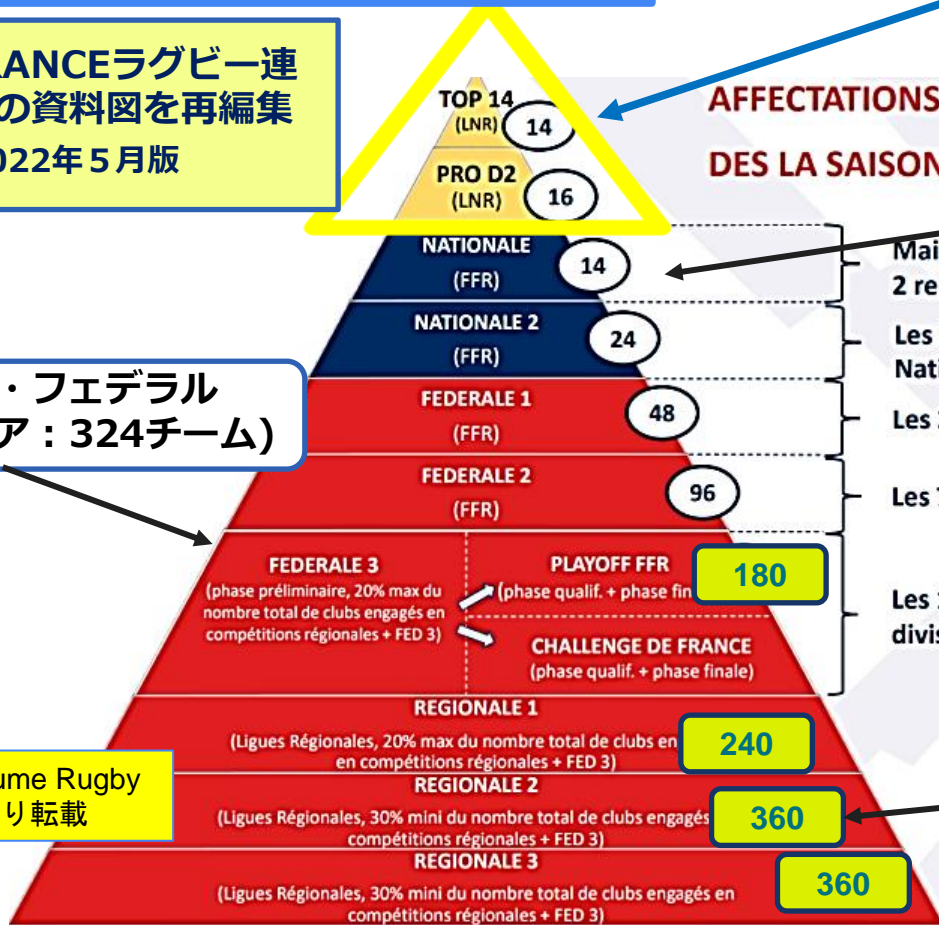 RANCEラグビー連
の資料図を再編集
022年５月版
TOP 14
(LNR)
14
PRO D2
(LNR)
16
AFFECTATIONS
DES LA SAISON
NATIONALE
(FFR)
14
Mai
2 re
NATIONALE 2
(FFR)
24
Les
Nati
・フェデラル
ア：324チーム)
FEDERALE 1
(FFR)
48
Les
FEDERALE 2
(FFR)
96
Les
FEDERALE 3
(phase préliminaire, 20% max du
nombre total de clubs engagés en
compétitions régionales + FED 3)
PLAYOFF FFR
(phase qualif. + phase fin
180
CHALLENGE DE FRANCE
(phase qualif. + phase finale)
Les
divis
REGIONALE 1
(Ligues Régionales, 20% max du nombre total de clubs en
en compétitions régionales + FED 3)
240
ume Rugby
り転載
REGIONALE 2
(Ligues Régionales, 30% mini du nombre total de clubs engagés
compétitions régionales + FED 3)
360
REGIONALE 3
(Ligues Régionales, 30% mini du nombre total de clubs engagés en
compétitions régionales + FED 3)
360